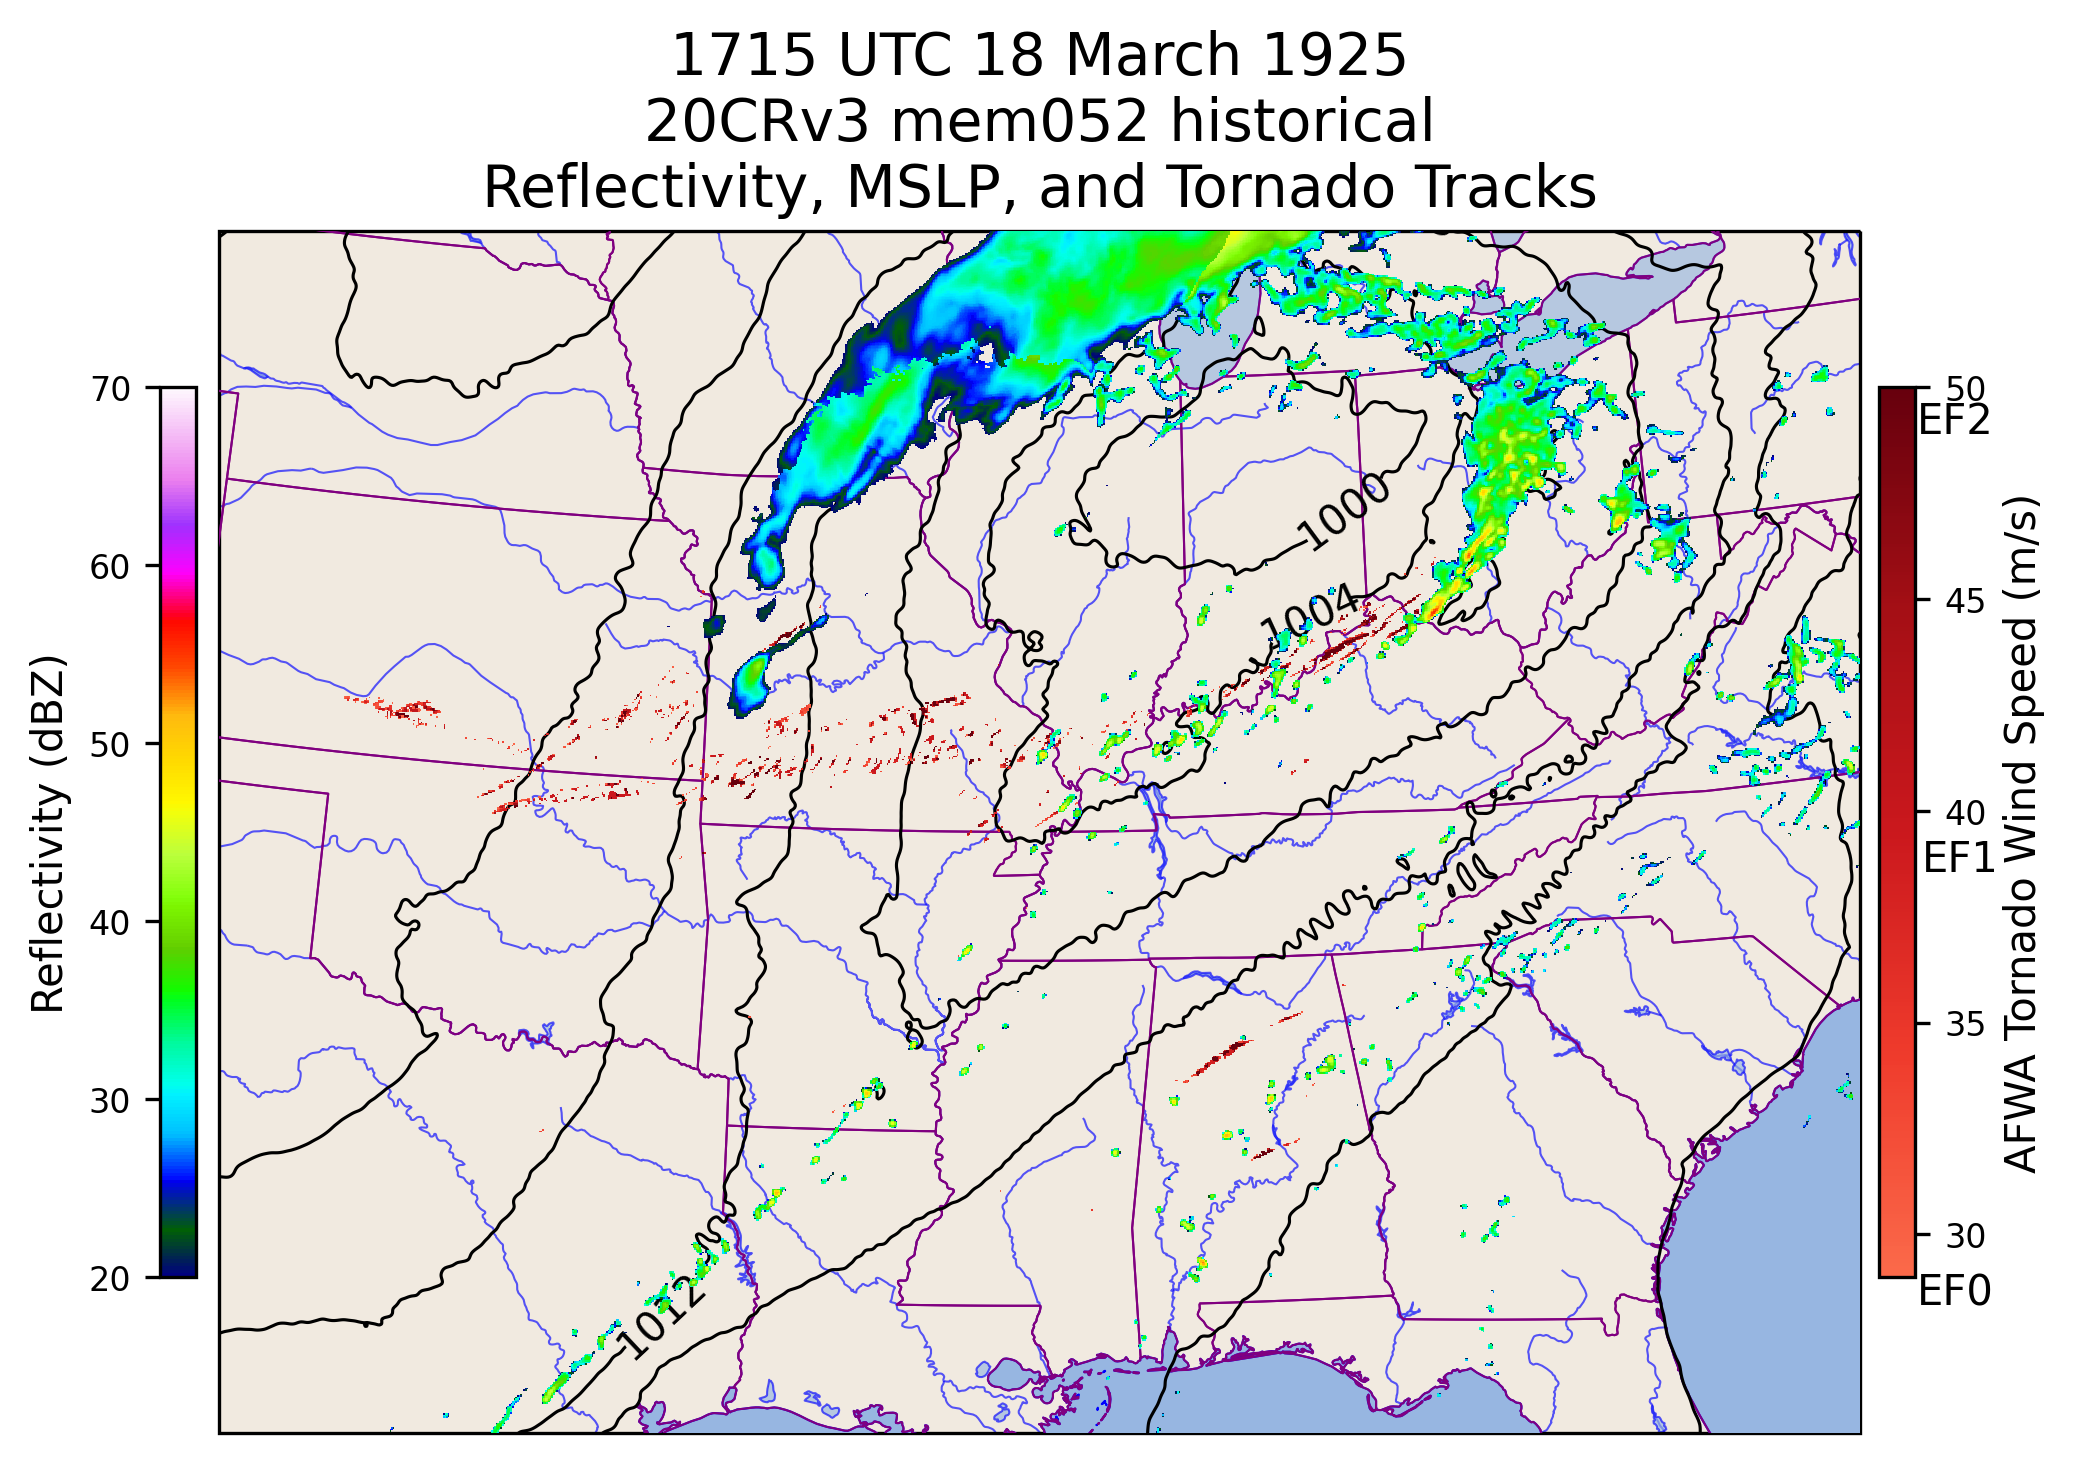 1715 UTC 18 March 1925
20CRv3 mem052 historical
Reflectivity, MSLP, and Tornado Tracks
Reflectivity (dBZ)
70
60
50
40
30
20
1000
1004
1012
50
EF2
45
40
EF1
35
30
EF0
AFWA Tornado Wind Speed (m/s)